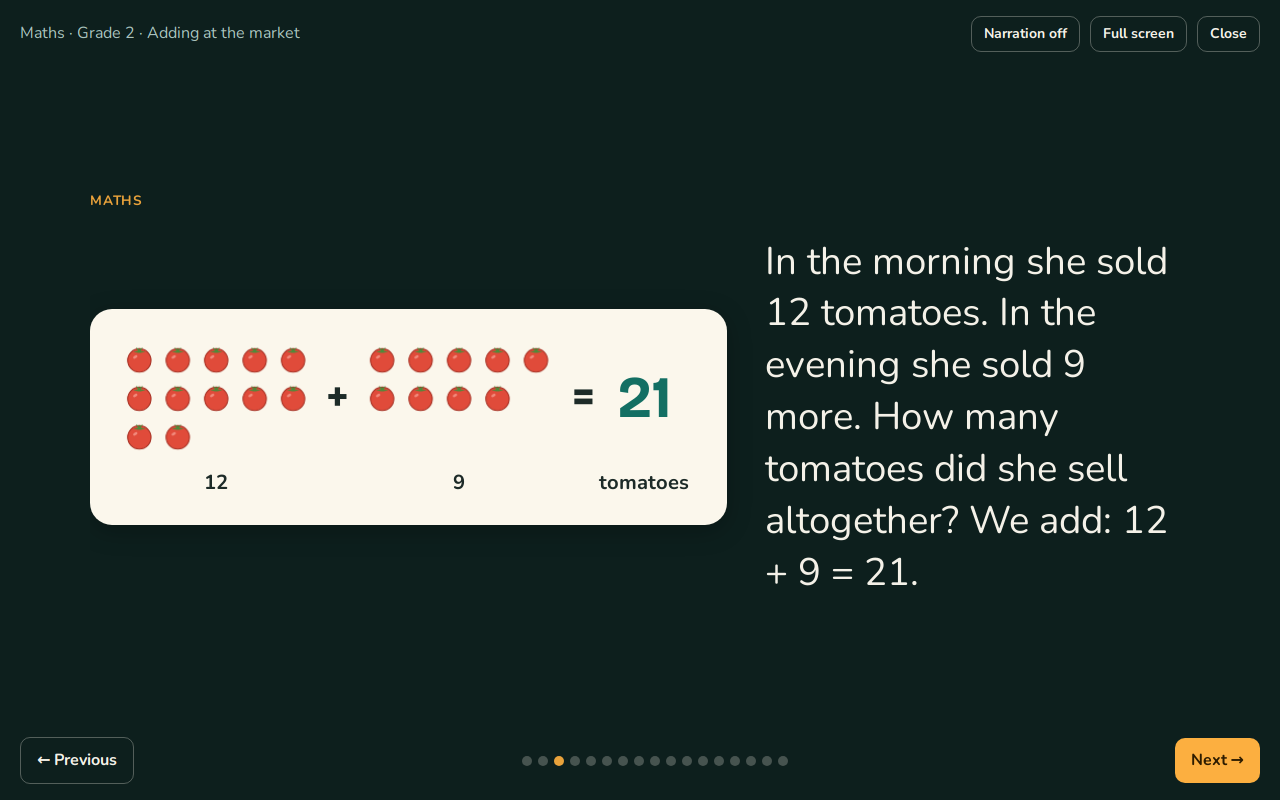 Maths · Grade 2 · Adding at the market
Narration off
Full screen
Close
MATHS
+
= 21
12
9
tomatoes
In the morning she sold
12 tomatoes. In the
evening she sold 9
more. How many
tomatoes did she sell
altogether? We add: 12
+ 9 = 21.
← Previous
Next →